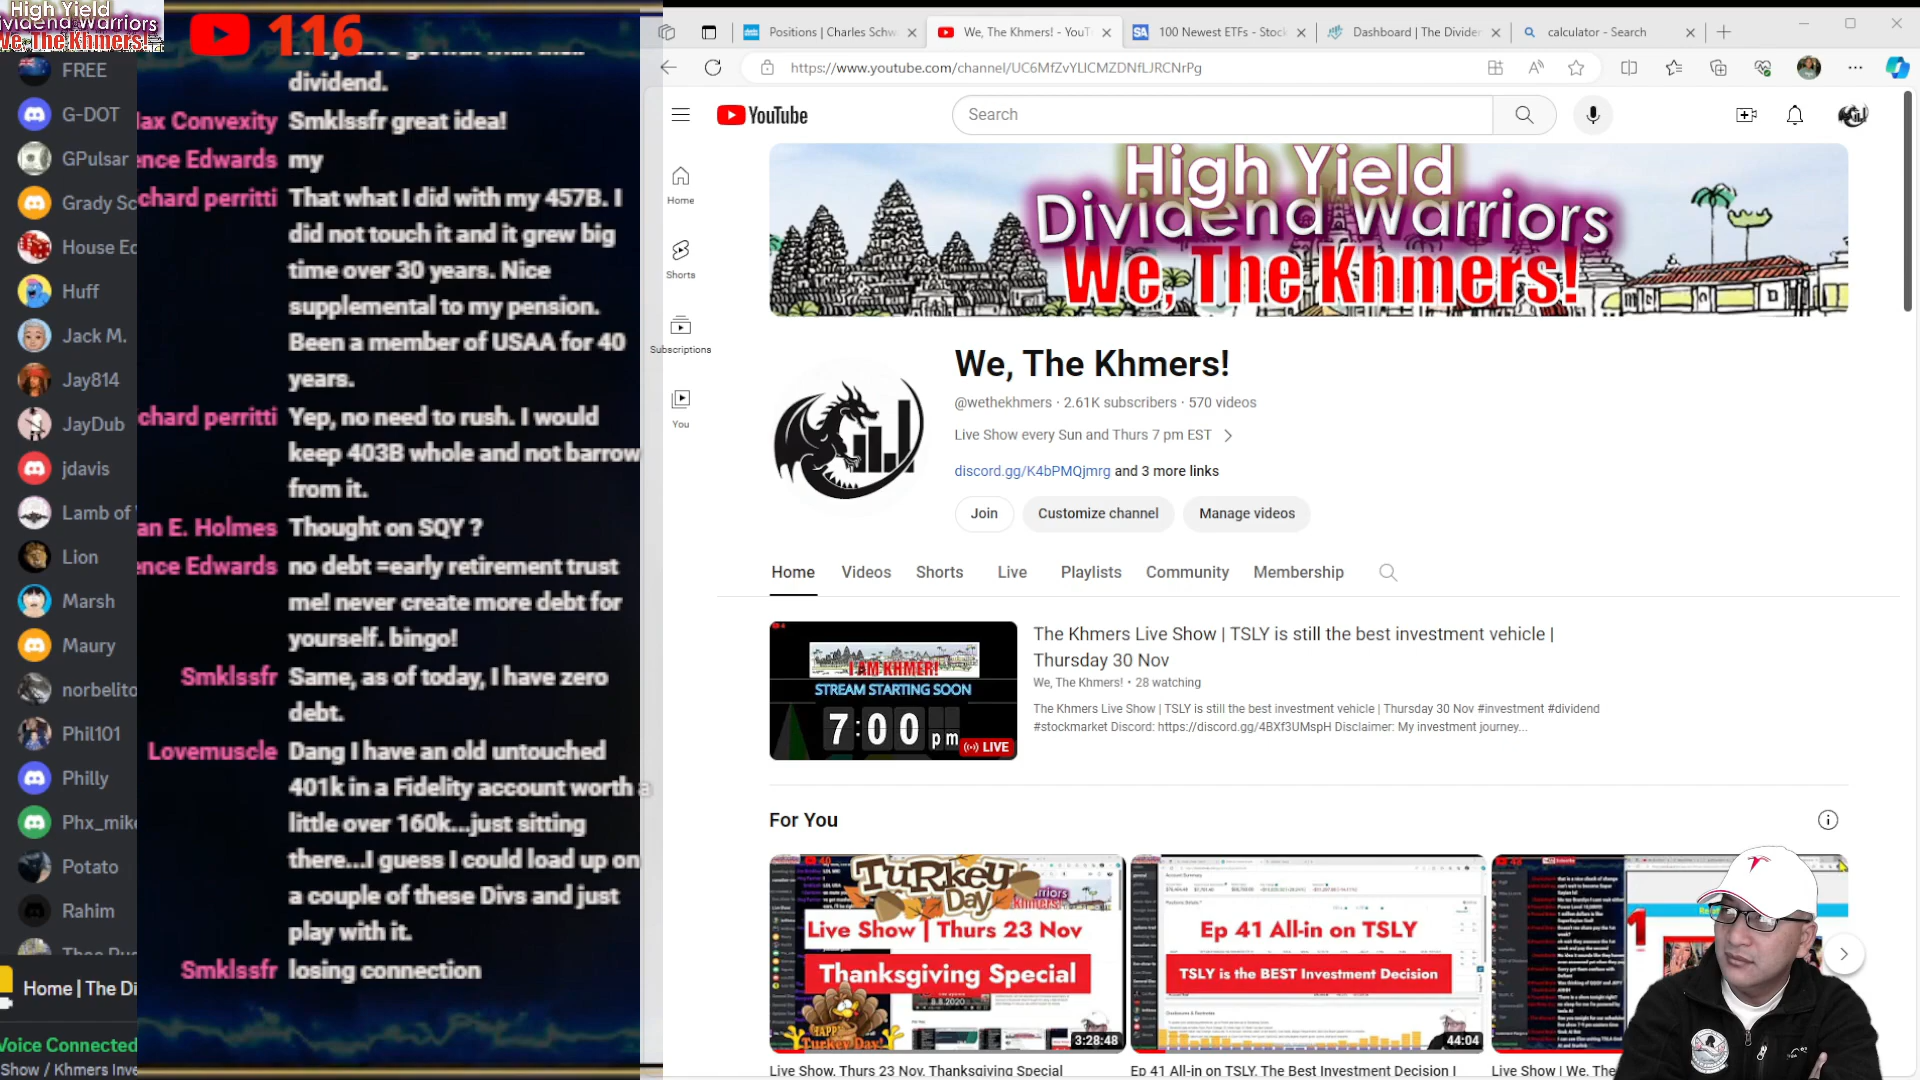 High Yield
Dividend Warriors
We, The Khmers!
FREE
G-DOT
GPulsar
Grady Sc
House Ec
Huff
Jack M.
Jay814
JayDub
jdavis
Lamb of
Lion
Marsh
Maury
norbelito
Phil101
Philly
Phx_mike
Potato
Rahim
Home | The Di
Voice Connected
Show / Khmers Inve
116
dividend.
lax Convexity Smklssfr great idea!
ence Edwards my
chard perritti That what I did with my 457B. I
did not touch it and it grew big
time over 30 years. Nice
supplemental to my pension.
Been a member of USAA for 40
years.
chard perritti Yep, no need to rush. I would
keep 403B whole and not barrow
from it.
an E. Holmes Thought on SQY ?
ence Edwards no debt =early retirement trust
me! never create more debt for
yourself. bingo!
Smklssfr Same, as of today, I have zero
debt.
Lovemuscle Dang I have an old untouched
401k in a Fidelity account worth a
little over 160k...just sitting
there...I guess I could load up on
a couple of these Divs and just
play with it.
Smklssfr losing connection
Positions | Charles Schw
We, The Khmers! - YouT
SA 100 Newest ETFs - Stoc
Dashboard | The Divider
calculator - Search
https://www.youtube.com/channel/UC6MfZvYLlCMZDNfLJRCNrPg
YouTube
Search
Home
Shorts
Subscriptions
You
High Yield
Dividend Warriors
We, The Khmers!
We, The Khmers!
@wethekhmers · 2.61K subscribers · 570 videos
Live Show every Sun and Thurs 7 pm EST
discord.gg/K4bPMQjmrg and 3 more links
Join Customize channel Manage videos
Home Videos Shorts Live Playlists Community Membership
I AM KHMER!
STREAM STARTING SOON
7:00 pm
LIVE
The Khmers Live Show | TSLY is still the best investment vehicle |
Thursday 30 Nov
We, The Khmers! • 28 watching
The Khmers Live Show | TSLY is still the best investment vehicle | Thursday 30 Nov #investment #dividend
#stockmarket Discord: https://discord.gg/4BXf3UMspH Disclaimer: My investment journey...
For You
Turkey
Day
Live Show | Thurs 23 Nov
Thanksgiving Special
8.8.2020
Happy
Turkey Day!
3:28:48
Ep 41 All-in on TSLY
TSLY is the BEST Investment Decision
44:04
Live Show, Thurs 23 Nov, Thanksgiving Special
Ep 41 All-in on TSLY, The Best Investment Decision |
Live Show | We, The